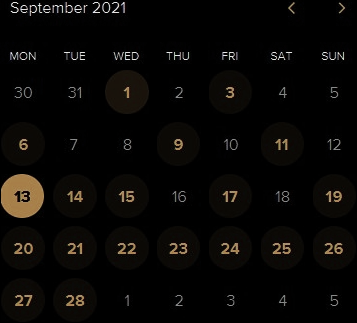 September 2021
MON TUE WED THU FRI SAT SUN
30 31 1 2 3 4 5
6 7 8 9 10 11 12
13 14 15 16 17 18 19
20 21 22 23 24 25 26
27 28 1 2 3 4 5